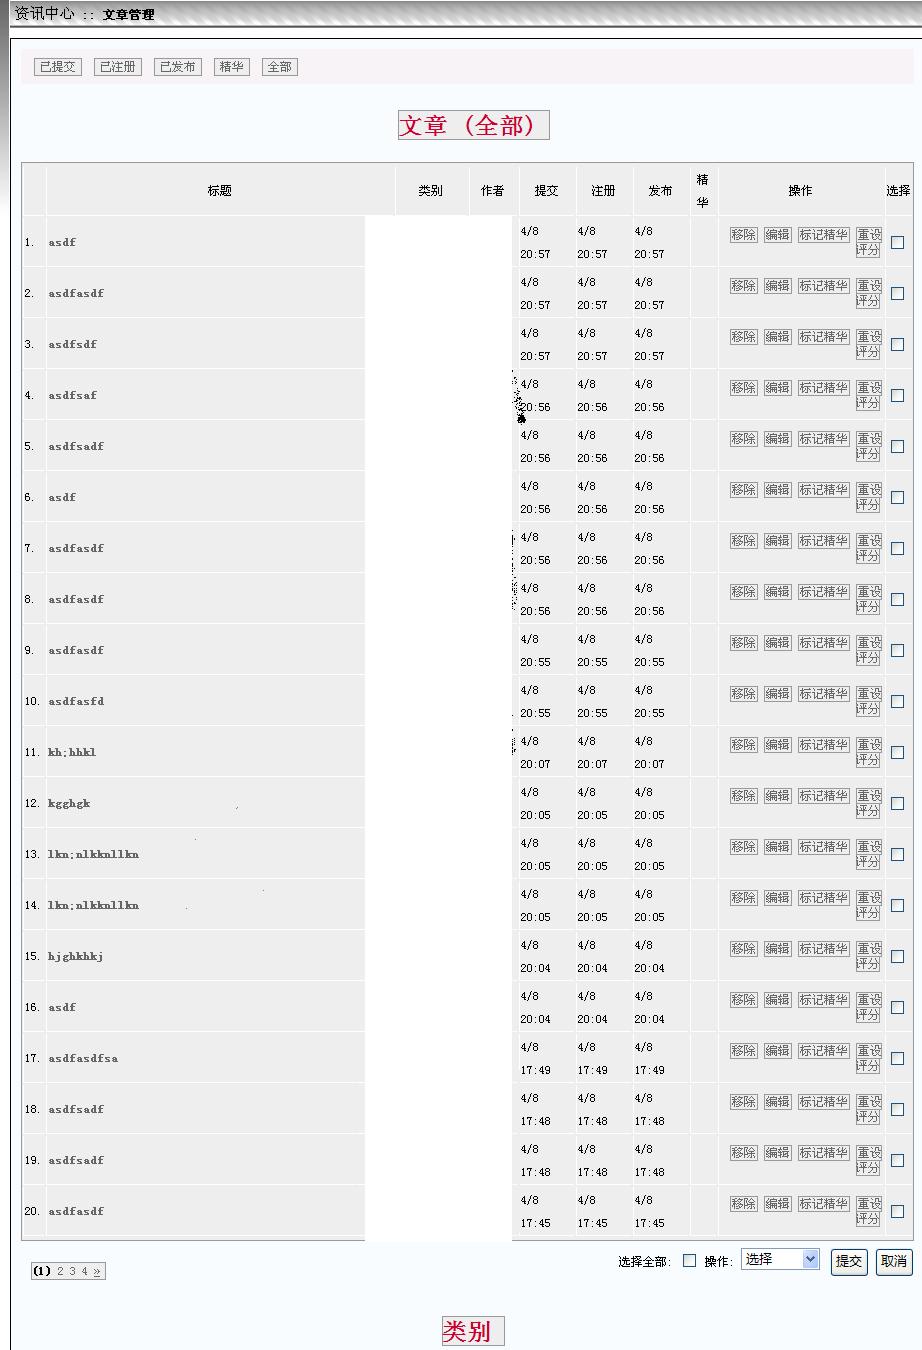 资讯中心 :: 文章管理
已提交 已注册 已发布 精华 全部
文章 (全部)
标题 类别 作者 提交 注册 发布 精华 操作 选择
1. asdf 4/8 20:57 4/8 20:57 4/8 20:57 移除 编辑 标记精华 重设评分
2. asdfasdf 4/8 20:57 4/8 20:57 4/8 20:57 移除 编辑 标记精华 重设评分
3. asdfsdf 4/8 20:57 4/8 20:57 4/8 20:57 移除 编辑 标记精华 重设评分
4. asdfsaf 4/8 20:56 4/8 20:56 4/8 20:56 移除 编辑 标记精华 重设评分
5. asdfsadf 4/8 20:56 4/8 20:56 4/8 20:56 移除 编辑 标记精华 重设评分
6. asdf 4/8 20:56 4/8 20:56 4/8 20:56 移除 编辑 标记精华 重设评分
7. asdfasdf 4/8 20:56 4/8 20:56 4/8 20:56 移除 编辑 标记精华 重设评分
8. asdfasdf 4/8 20:56 4/8 20:56 4/8 20:56 移除 编辑 标记精华 重设评分
9. asdfasdf 4/8 20:55 4/8 20:55 4/8 20:55 移除 编辑 标记精华 重设评分
10. asdfasfd 4/8 20:55 4/8 20:55 4/8 20:55 移除 编辑 标记精华 重设评分
11. kh;hhkl 4/8 20:07 4/8 20:07 4/8 20:07 移除 编辑 标记精华 重设评分
12. kgghgk 4/8 20:05 4/8 20:05 4/8 20:05 移除 编辑 标记精华 重设评分
13. lkn;nlkknllkn 4/8 20:05 4/8 20:05 4/8 20:05 移除 编辑 标记精华 重设评分
14. lkn;nlkknllkn 4/8 20:05 4/8 20:05 4/8 20:05 移除 编辑 标记精华 重设评分
15. hjghkhkj 4/8 20:04 4/8 20:04 4/8 20:04 移除 编辑 标记精华 重设评分
16. asdf 4/8 20:04 4/8 20:04 4/8 20:04 移除 编辑 标记精华 重设评分
17. asdfasdfsa 4/8 17:49 4/8 17:49 4/8 17:49 移除 编辑 标记精华 重设评分
18. asdfsadf 4/8 17:48 4/8 17:48 4/8 17:48 移除 编辑 标记精华 重设评分
19. asdfsadf 4/8 17:48 4/8 17:48 4/8 17:48 移除 编辑 标记精华 重设评分
20. asdfasdf 4/8 17:45 4/8 17:45 4/8 17:45 移除 编辑 标记精华 重设评分
(1) 2 3 4 » 选择全部: 操作: 选择 提交 取消
类别